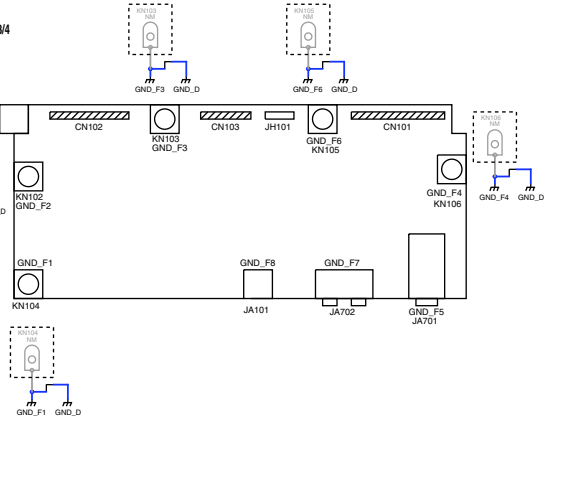 3/4
KN103
NM
KN105
NM
GND_F3 GND_D
GND_F6 GND_D
CN102
CN103
JH101
CN101
KN103
GND_F3
GND_F6
KN105
KN106
NM
KN102
GND_F2
GND_F4
KN106
GND_F4 GND_D
D
GND_F1
GND_F8
GND_F7
KN104
JA101
JA702
GND_F5
JA701
KN104
NM
GND_F1 GND_D